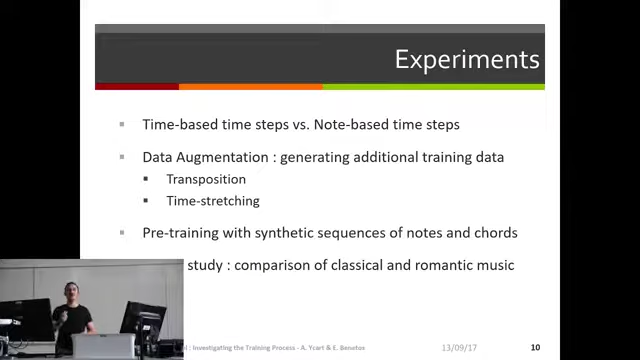 Experiments
Time-based time steps vs. Note-based time steps
Data Augmentation : generating additional training data
Transposition
Time-stretching
Pre-training with synthetic sequences of notes and chords
study : comparison of classical and romantic music
: Investigating the Training Process - A. Ycart & E. Benetos
13/09/17
10